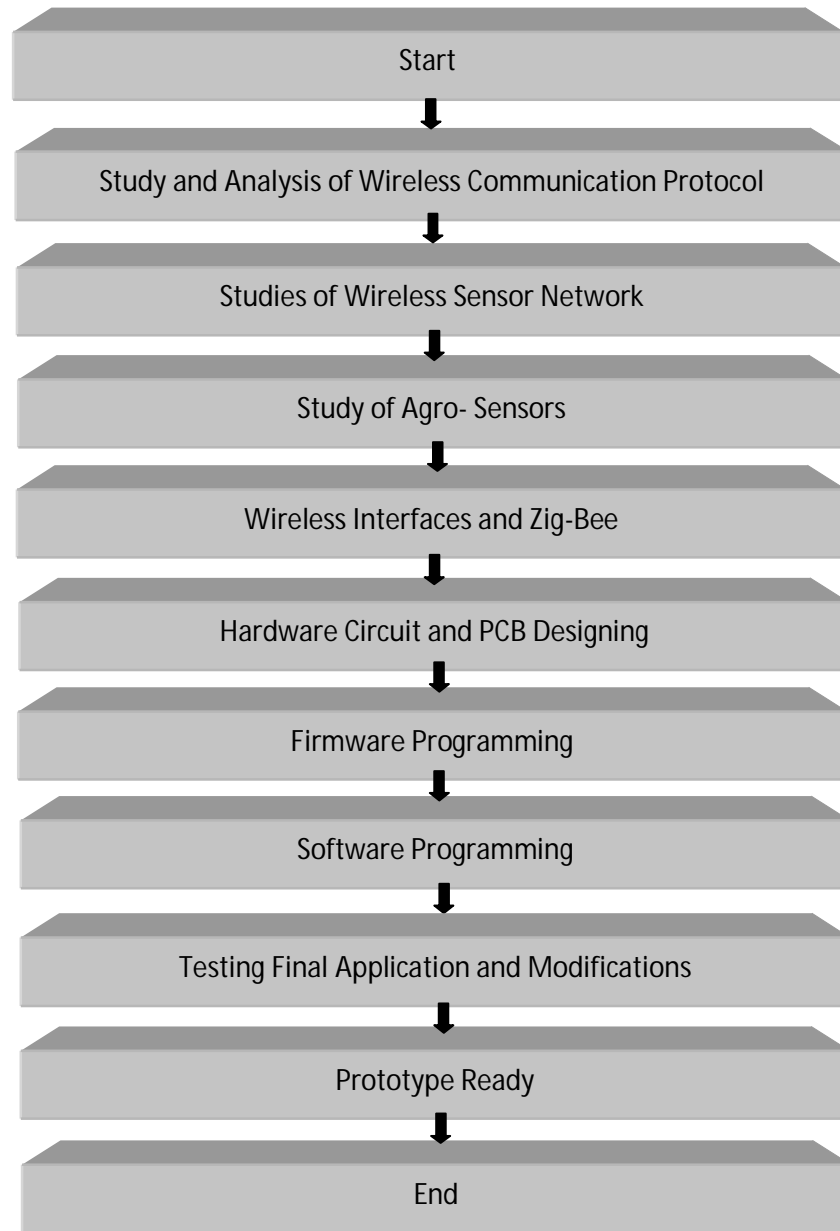 Start
Study and Analysis of Wireless Communication Protocol
Studies of Wireless Sensor Network
Study of Agro- Sensors
Wireless Interfaces and Zig-Bee
Hardware Circuit and PCB Designing
Firmware Programming
Software Programming
Testing Final Application and Modifications
Prototype Ready
End